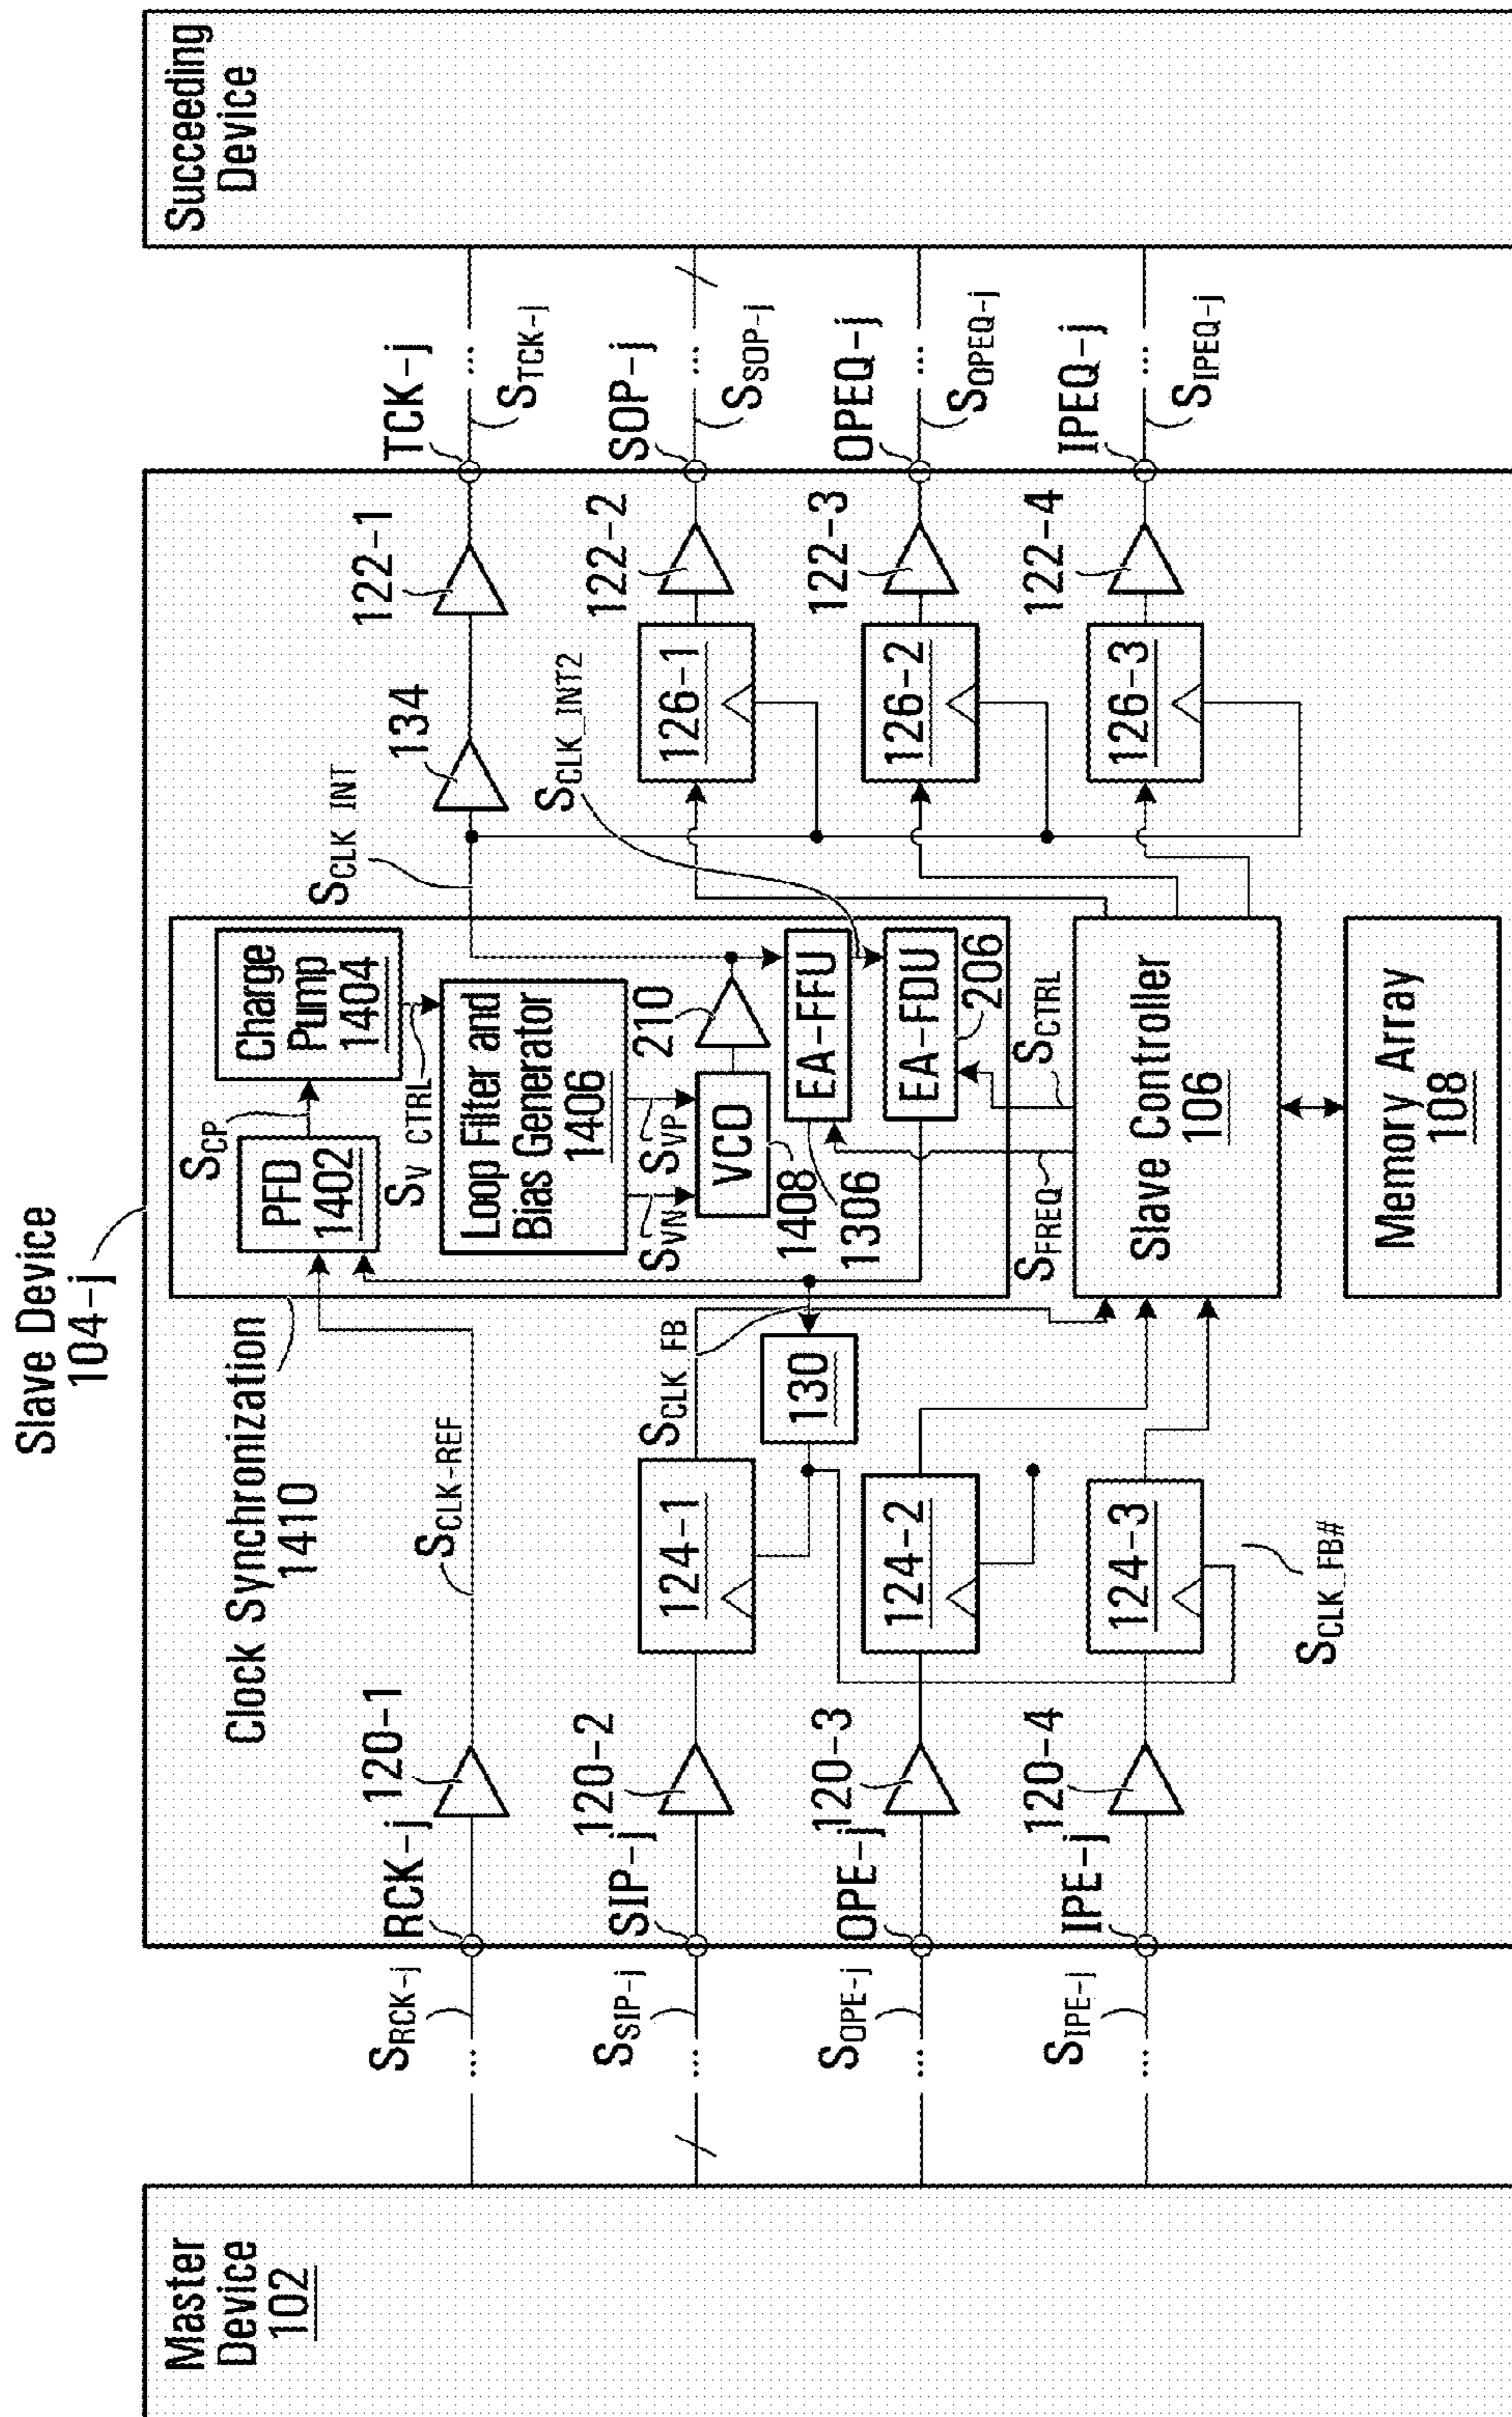 Slave Device
104-j
Master
Device
102
Succeeding
Device
Clock Synchronization
1410
SRCK-j
RCK-j
120-1
SCLK-REF
SCP
PFD
1402
Charge
Pump
1404
SV CTRL
Loop Filter and
Bias Generator
1406
SVN
SVP
VCO
1408
210
EA-FFU
1306
EA-FDU
206
SCLK INT
134
122-1
TCK-j
STCK-j
SCLK_INT2
SSIP-j
SIP-j
120-2
124-1
SCLK FB
130
126-1
122-2
SOP-j
SSOP-j
SOPE-j
OPE-j
120-3
124-2
126-2
122-3
OPEQ-j
SOPEQ-j
SIPE-j
IPE-j
120-4
124-3
SCLK_FB#
SFREQ
SCTRL
Slave Controller
106
126-3
122-4
IPEQ-j
SIPEQ-j
Memory Array
108
...
...
...
...
...
...
...
...